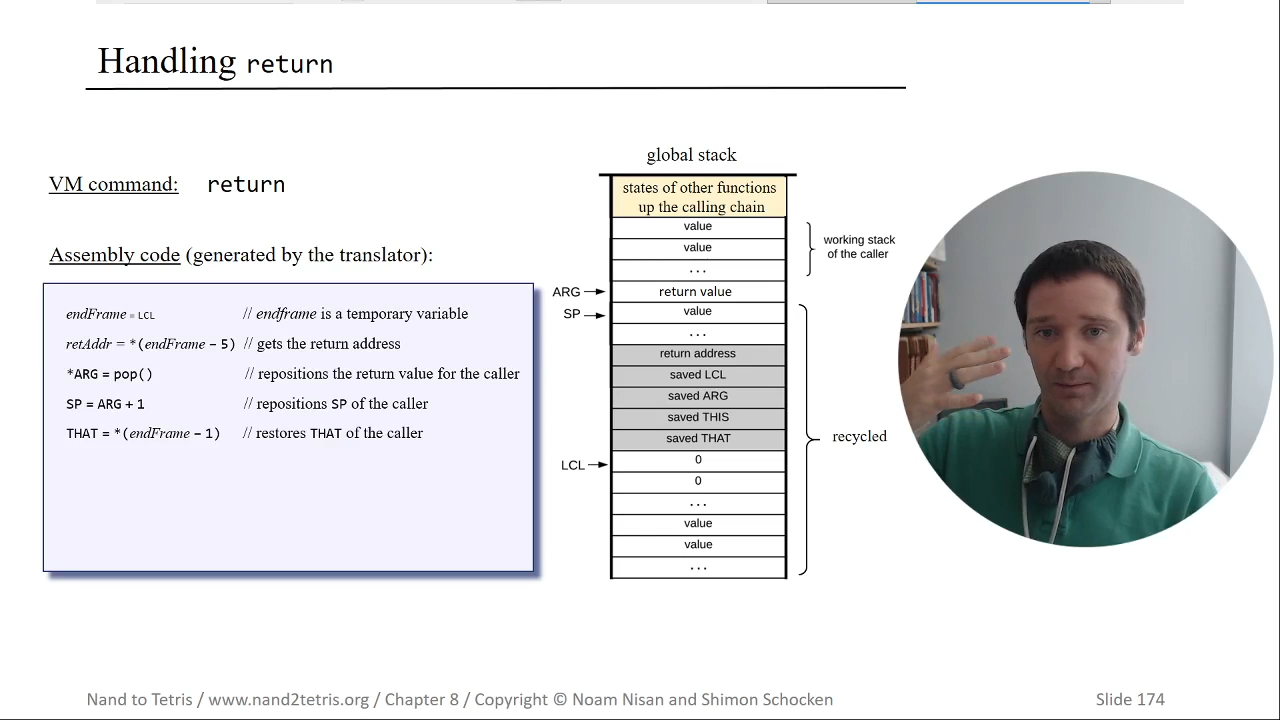 Handling return
VM command: return
Assembly code (generated by the translator):
endFrame = LCL // endframe is a temporary variable
retAddr = *(endFrame – 5) // gets the return address
*ARG = pop() // repositions the return value for the caller
SP = ARG + 1 // repositions SP of the caller
THAT = *(endFrame – 1) // restores THAT of the caller
global stack
states of other functions
up the calling chain
value
value
...
return value
value
...
return address
saved LCL
saved ARG
saved THIS
saved THAT
0
0
...
value
value
...
ARG
SP
LCL
working stack
of the caller
recycled
Nand to Tetris / www.nand2tetris.org / Chapter 8 / Copyright © Noam Nisan and Shimon Schocken
Slide 174